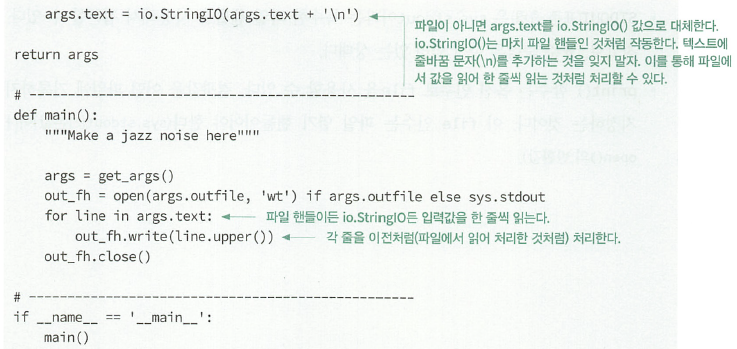 args.text = io.StringIO(args.text + '\n')
파일이 아니면 args.text를 io.StringIO() 값으로 대체한다.
io.StringIO()는 마치 파일 핸들인 것처럼 작동한다. 텍스트에
줄바꿈 문자(\n)를 추가하는 것을 잊지 말자. 이를 통해 파일에
서 값을 읽어 한 줄씩 읽는 것처럼 처리할 수 있다.
return args
# --------------------------------------------------
def main():
    """Make a jazz noise here"""
    args = get_args()
    out_fh = open(args.outfile, 'wt') if args.outfile else sys.stdout
    for line in args.text: 파일 핸들이든 io.StringIO든 입력값을 한 줄씩 읽는다.
        out_fh.write(line.upper()) 각 줄을 이전처럼(파일에서 읽어 처리한 것처럼) 처리한다.
    out_fh.close()
# --------------------------------------------------
if __name__ == '__main__':
    main()